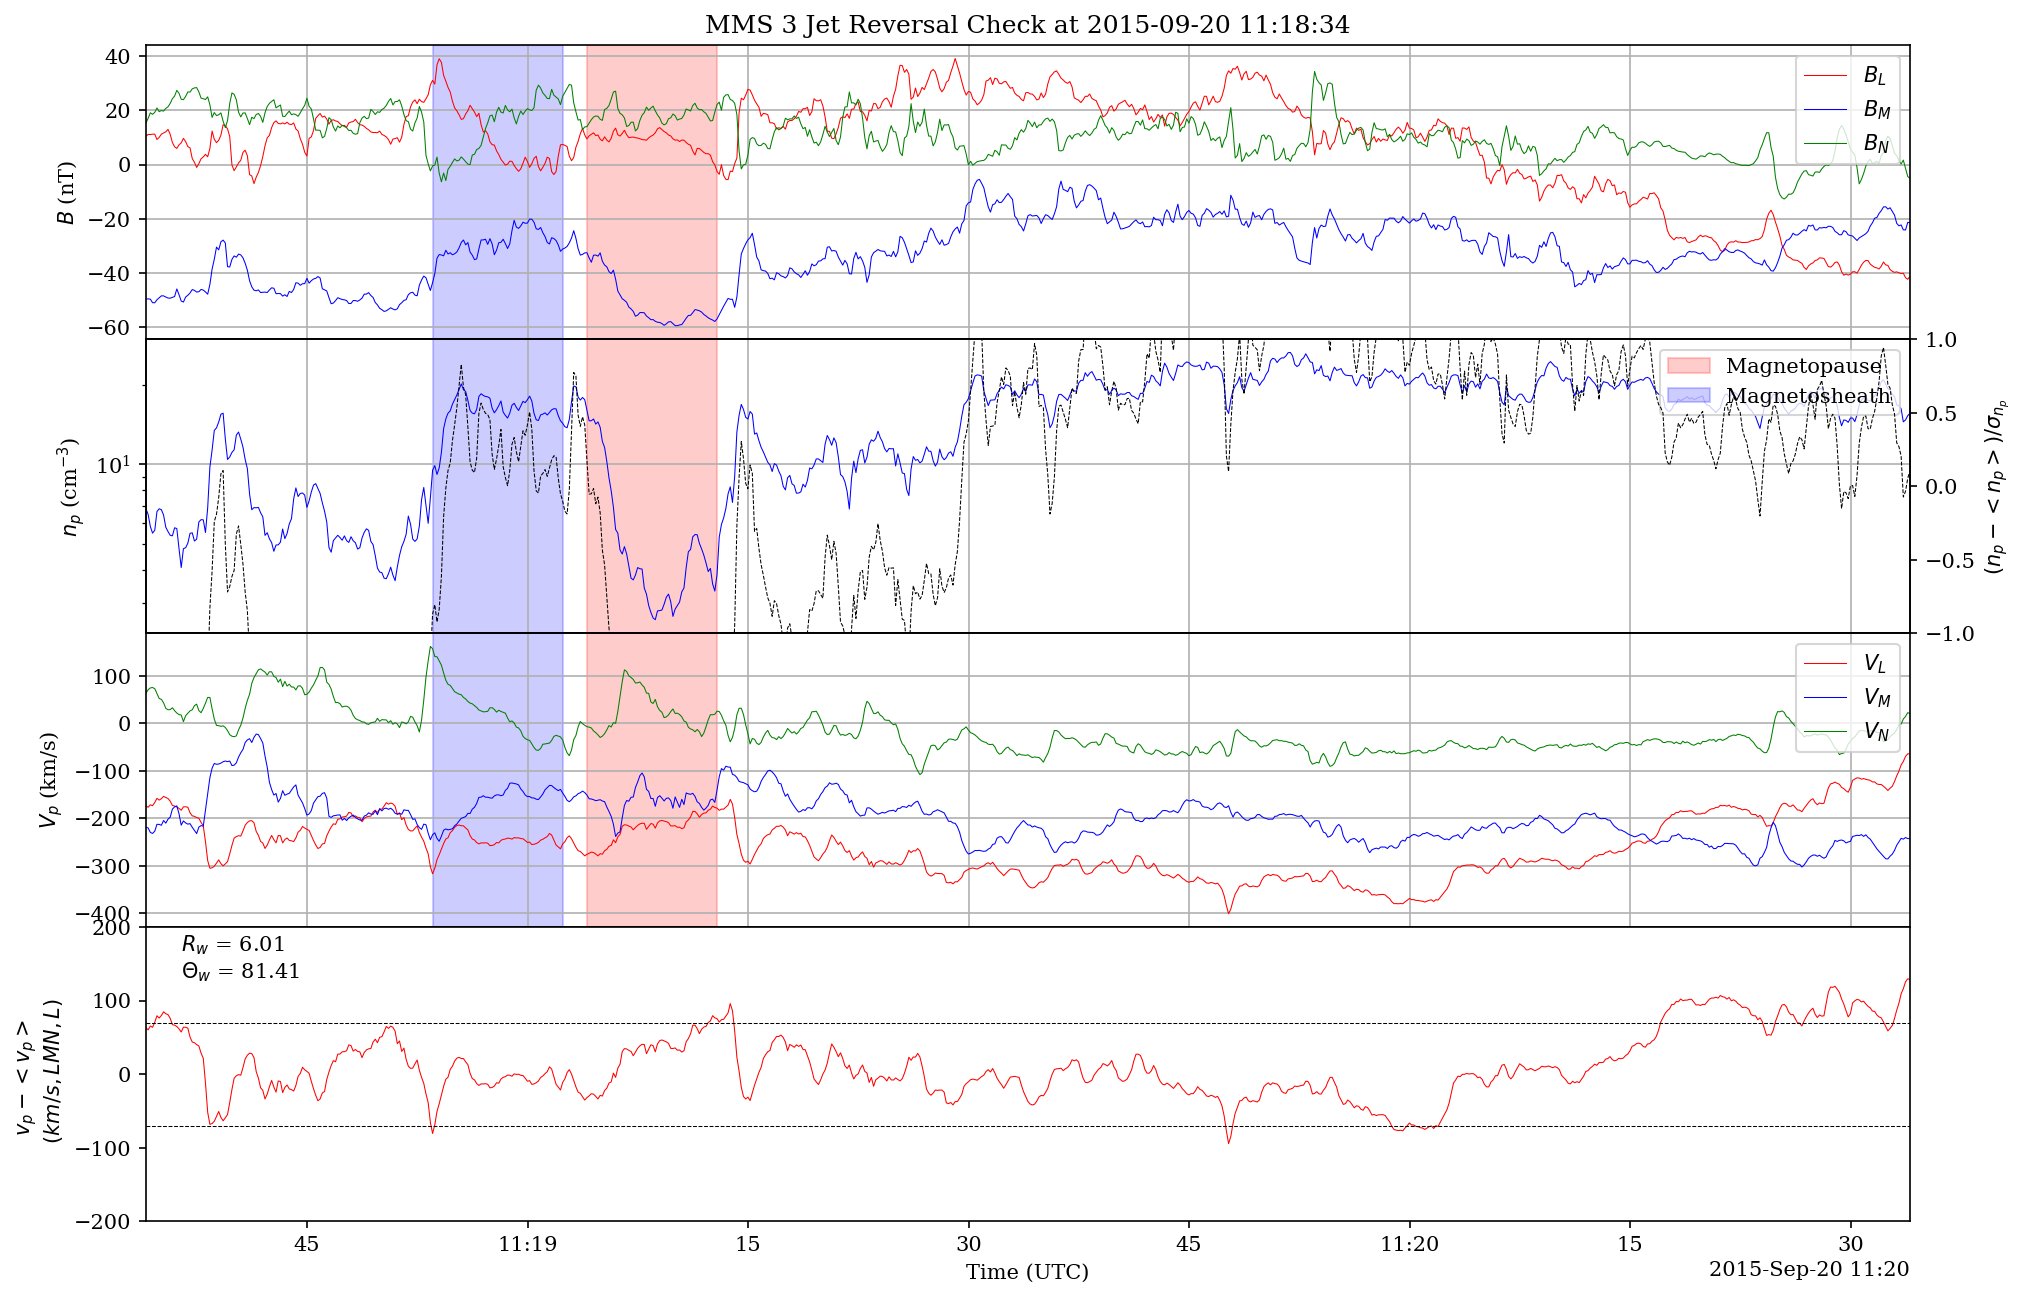 MMS 3 Jet Reversal Check at 2015-09-20 11:18:34
40
20
0
−20
−40
−60
B (nT)
B_L
B_M
B_N
10^1
n_p (cm^{−3})
1.0
0.5
0.0
−0.5
−1.0
(n_p − < n_p >)/σ_{n_p}
Magnetopause
Magnetosheath
100
0
−100
−200
−300
−400
V_p (km/s)
V_L
V_M
V_N
200
100
0
−100
−200
v_p − < v_p >
(km/s, LMN, L)
R_w = 6.01
Θ_w = 81.41
45 11:19 15 30 45 11:20 15 30
Time (UTC)
2015-Sep-20 11:20